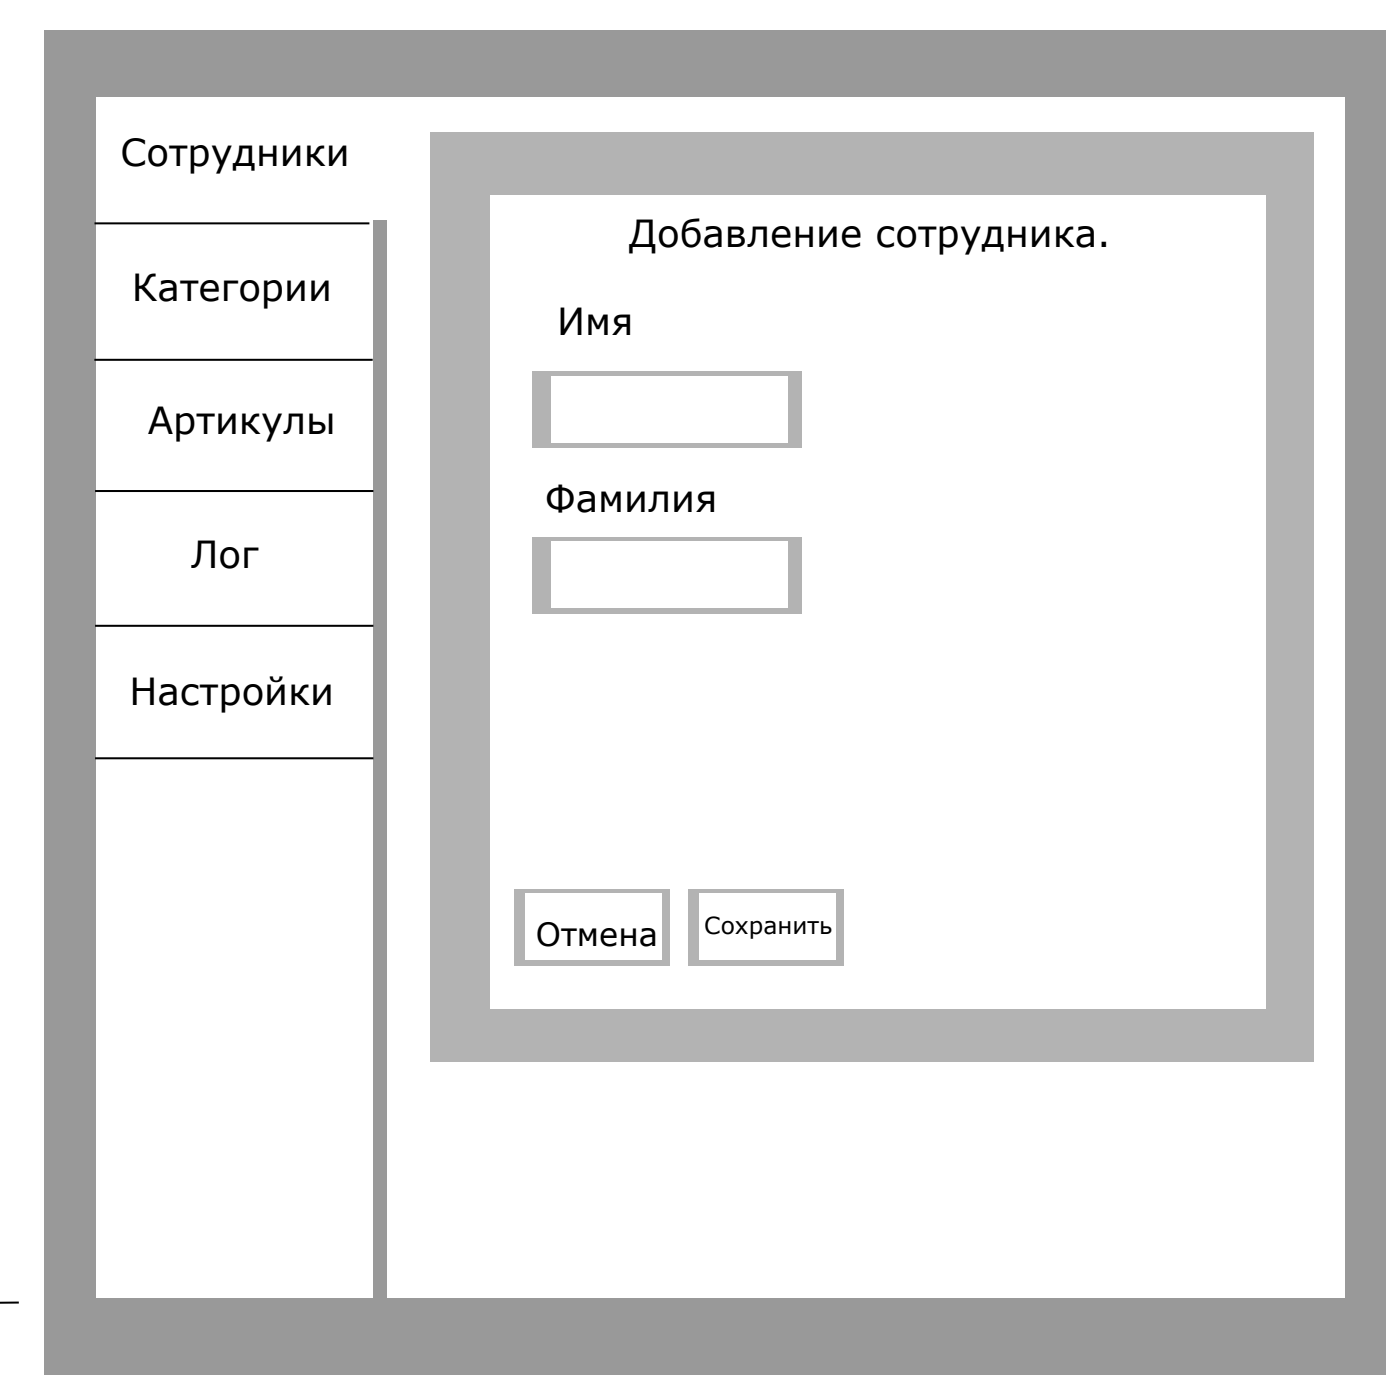 Сотрудники
Категории
Артикулы
Лог
Настройки
Добавление сотрудника.
Имя
Фамилия
Отмена
Сохранить